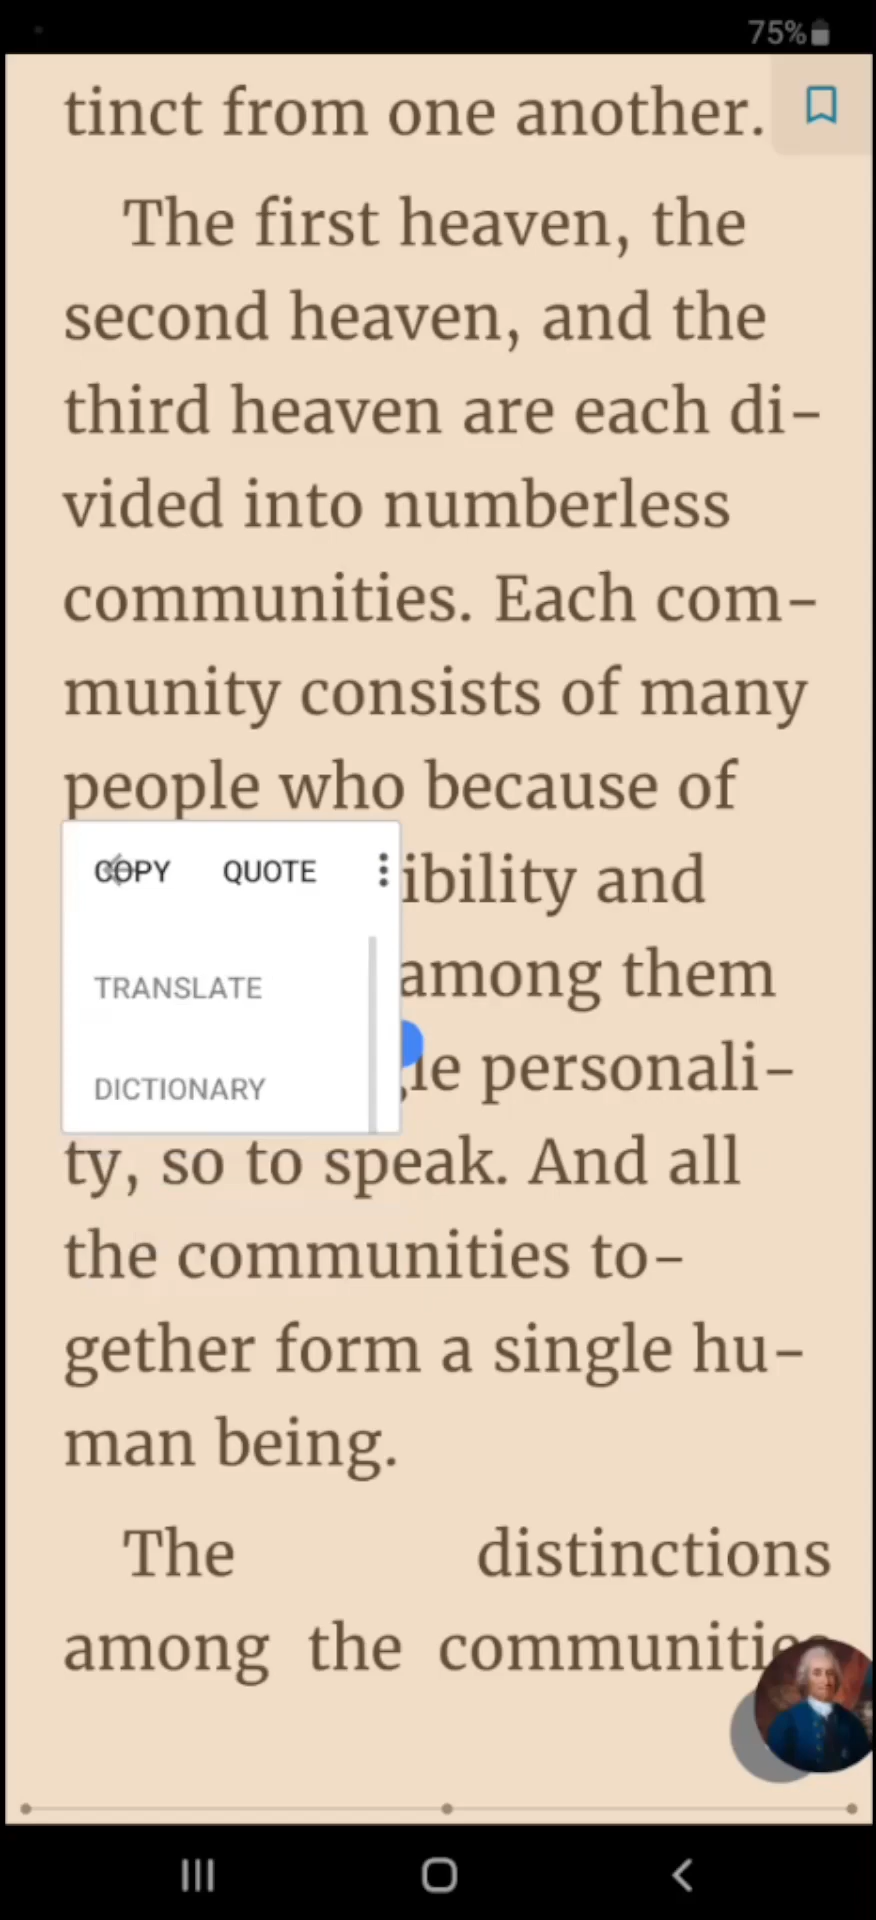 75%
tinct from one another.
The first heaven, the
second heaven, and the
third heaven are each di-
vided into numberless
communities. Each com-
munity consists of many
people who because of
ibility and
among them
le personali-
ty, so to speak. And all
the communities to-
gether form a single hu-
man being.
The distinctions
among the communities
COPY QUOTE
TRANSLATE
DICTIONARY